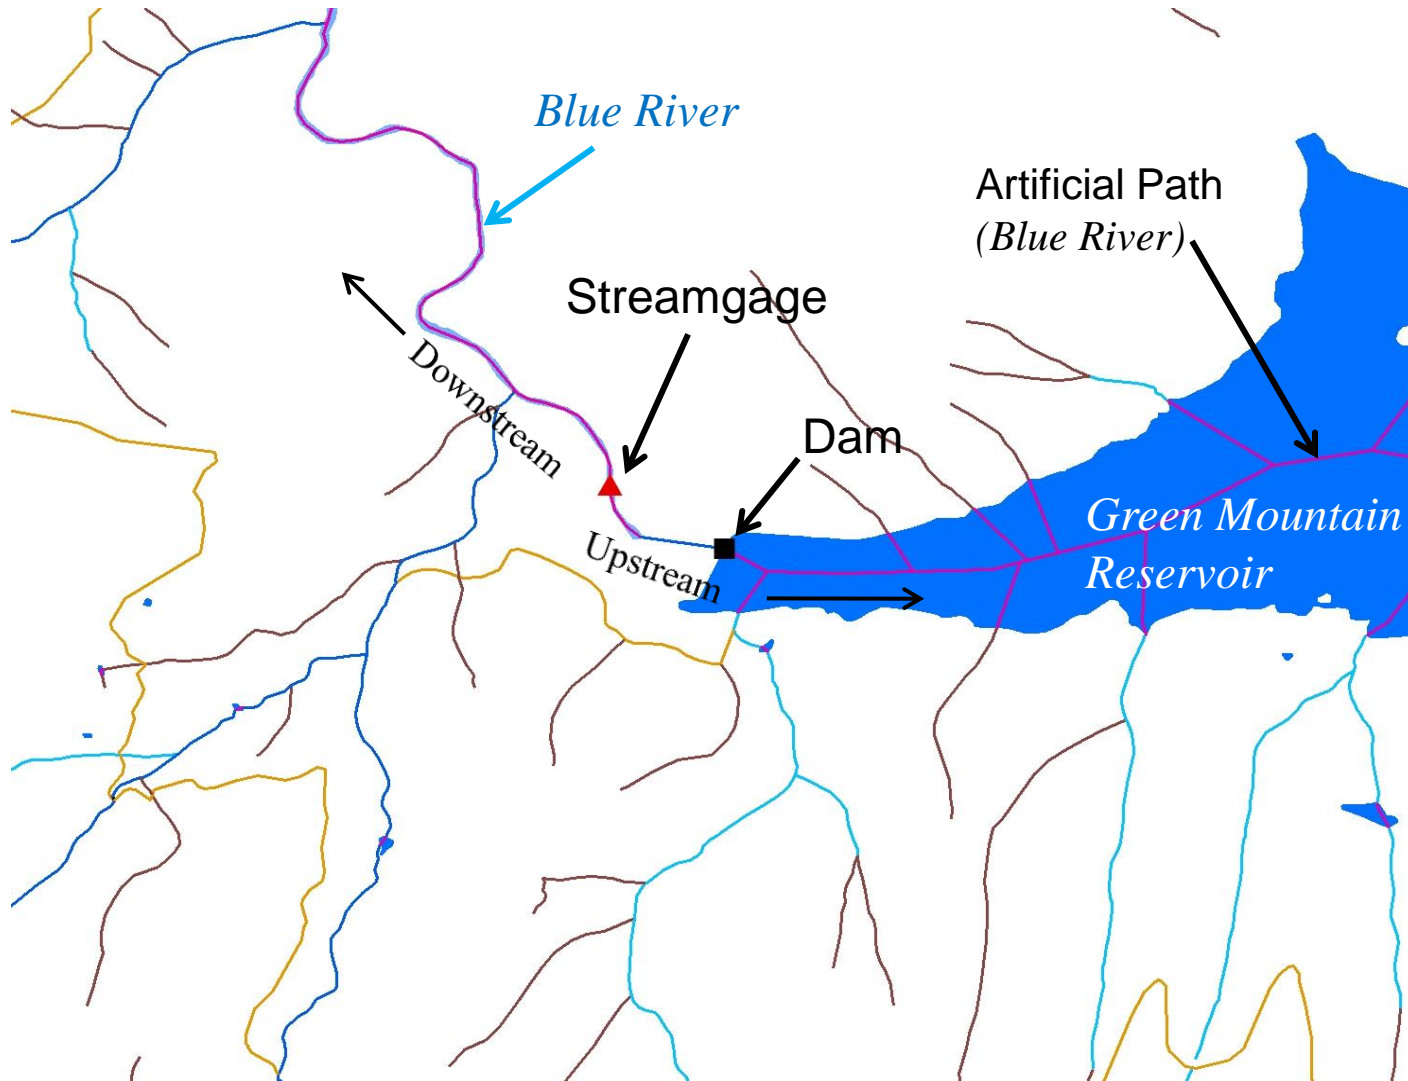 Blue River
Artificial Path
(Blue River)
Streamgage
Downstream
Dam
Green Mountain
Reservoir
Upstream